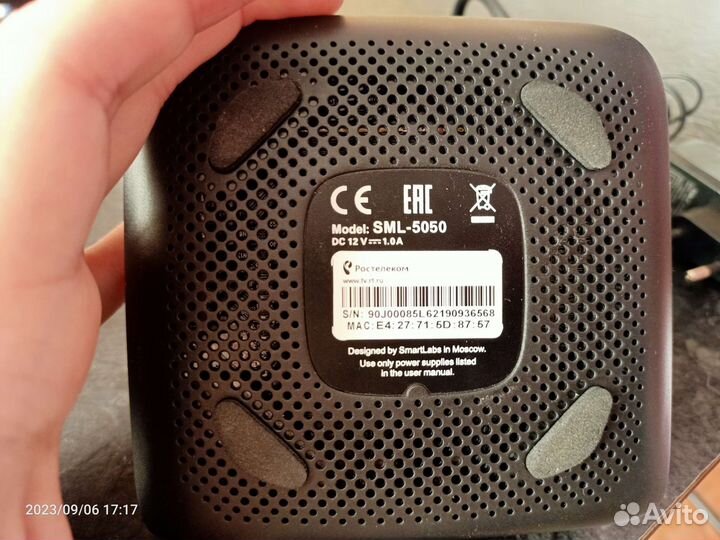 CE EAC
Model: SML-5050
DC 12 V 1.0A
Ростелеком
www.tv.rt.ru
S/N: 90J00085L62190936568
MAC:E4:27:71:5D:87:57
Designed by SmartLabs in Moscow.
Use only power supplies listed
in the user manual.
2023/09/06 17:17
Avito